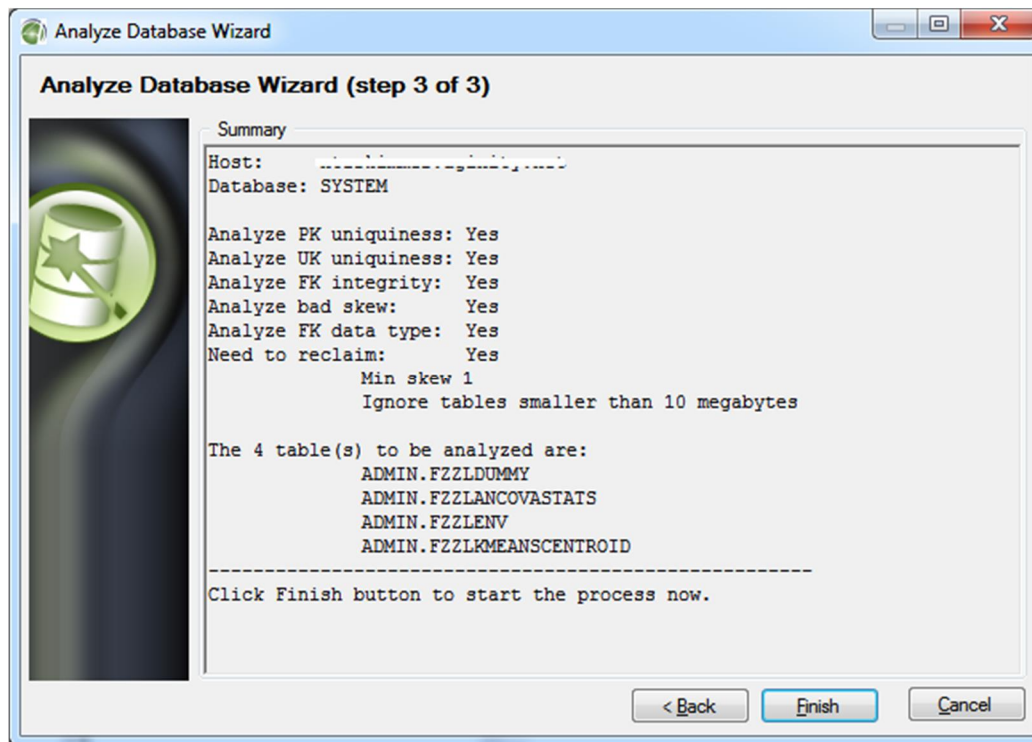 Analyze Database Wizard
Analyze Database Wizard (step 3 of 3)
Summary
Host:
Database: SYSTEM
Analyze PK uniquiness: Yes
Analyze UK uniquiness: Yes
Analyze FK integrity: Yes
Analyze bad skew: Yes
Analyze FK data type: Yes
Need to reclaim: Yes
Min skew 1
Ignore tables smaller than 10 megabytes
The 4 table(s) to be analyzed are:
ADMIN.FZZLDUMMY
ADMIN.FZZLANCOVASTATS
ADMIN.FZZLENV
ADMIN.FZZLKMEANSCENTROID
------------------------------------------------------
Click Finish button to start the process now.
< Back Finish Cancel